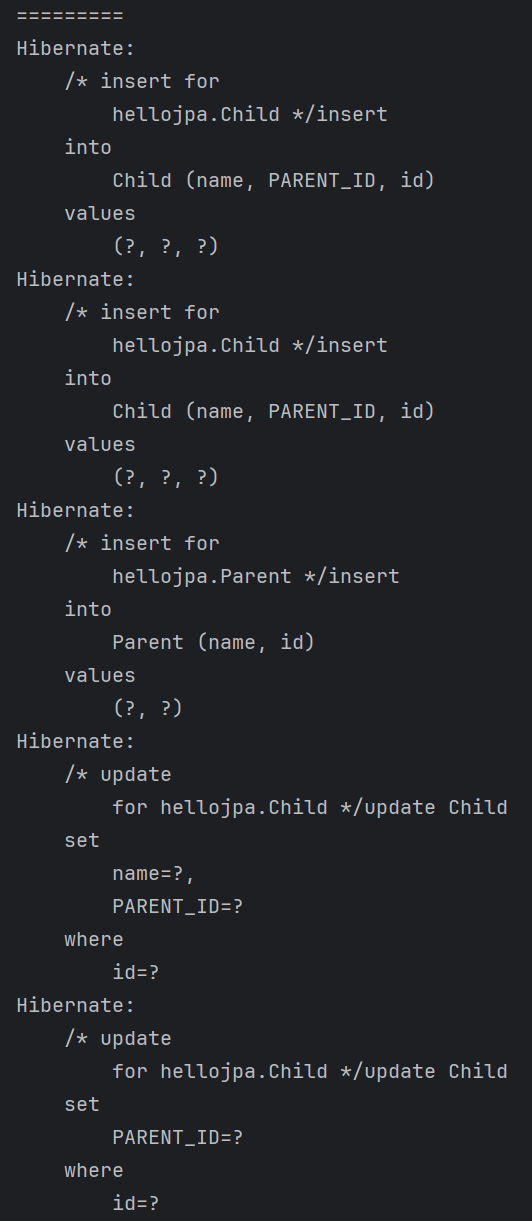 =========
Hibernate:
    /* insert for
        hellojpa.Child */insert
    into
        Child (name, PARENT_ID, id)
    values
        (?, ?, ?)
Hibernate:
    /* insert for
        hellojpa.Child */insert
    into
        Child (name, PARENT_ID, id)
    values
        (?, ?, ?)
Hibernate:
    /* insert for
        hellojpa.Parent */insert
    into
        Parent (name, id)
    values
        (?, ?)
Hibernate:
    /* update
        for hellojpa.Child */update Child
    set
        name=?,
        PARENT_ID=?
    where
        id=?
Hibernate:
    /* update
        for hellojpa.Child */update Child
    set
        PARENT_ID=?
    where
        id=?